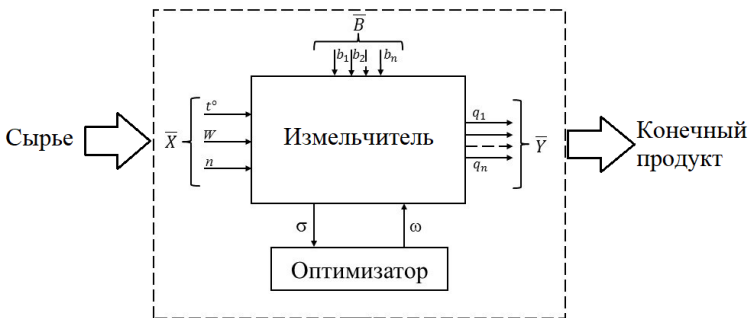 B̅
b₁ b₂ bₙ
Сырье
X̅
t°
W
n
Измельчитель
q₁
qₙ
Y̅
Конечный
продукт
σ
ω
Оптимизатор